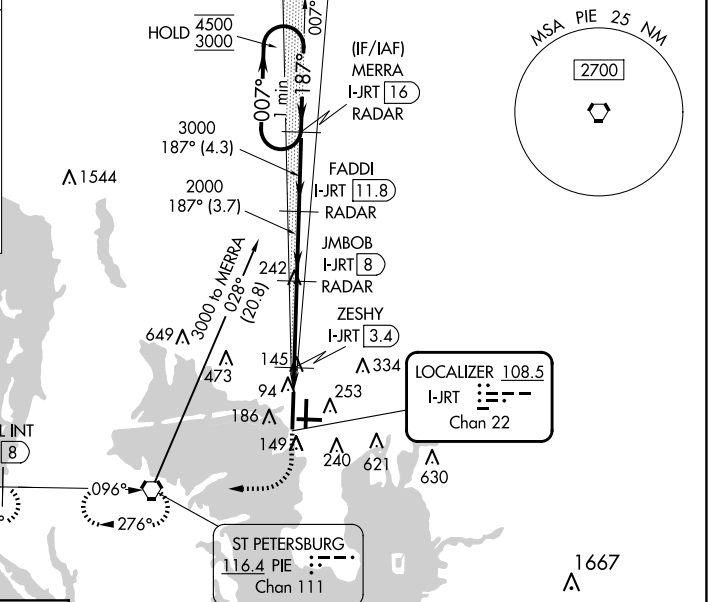 HOLD 4500
3000
007°
187°
1 min
007°
(IF/IAF)
MERRA
I-JRT 16
RADAR
MSA PIE 25 NM
2700
3000
187° (4.3)
1544
FADDI
I-JRT 11.8
RADAR
2000
187° (3.7)
JMBOB
I-JRT 8
RADAR
242
3000 to MERRA
028°
(20.8)
ZESHY
I-JRT 3.4
649
473
145
334
94
253
186
149
240
621
630
LOCALIZER 108.5
I-JRT
Chan 22
L INT
8
096°
276°
ST PETERSBURG
116.4 PIE
Chan 111
1667